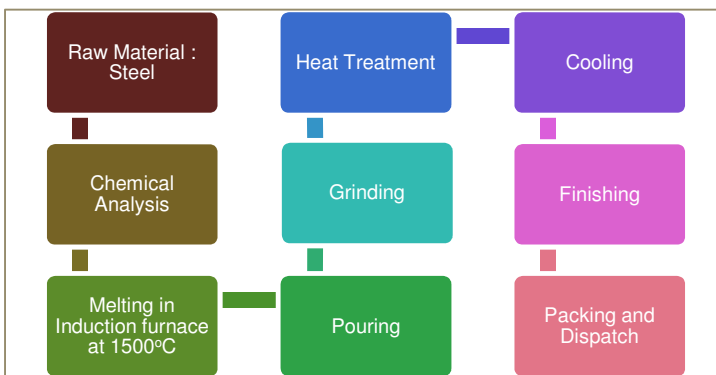 Raw Material :
Steel
Chemical
Analysis
Melting in
Induction furnace
at 1500ºC
Pouring
Grinding
Heat Treatment
Cooling
Finishing
Packing and
Dispatch